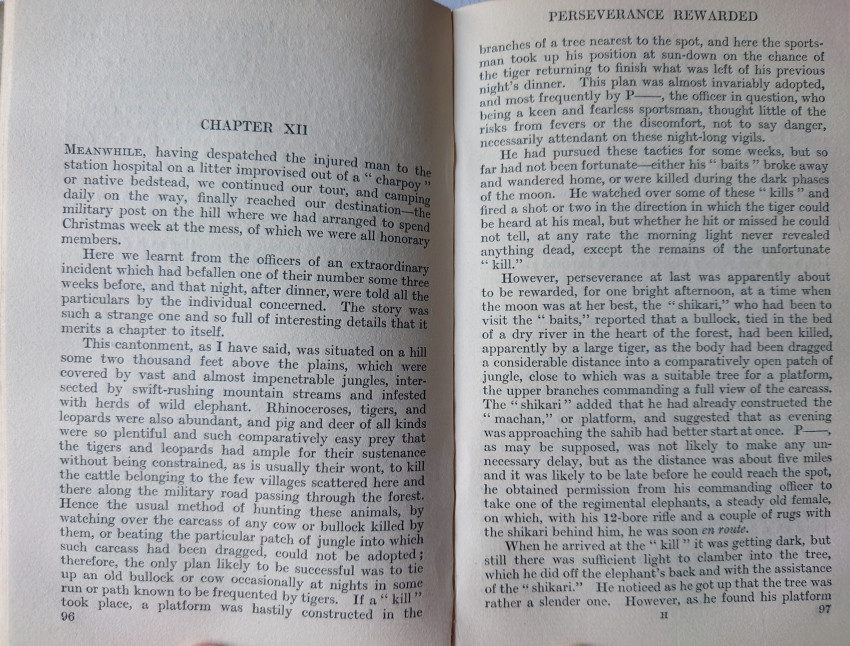 CHAPTER XII
MEANWHILE, having despatched the injured man to the
station hospital on a litter improvised out of a “ charpoy ”
or native bedstead, we continued our tour, and camping
daily on the way, finally reached our destination—the
military post on the hill where we had arranged to spend
Christmas week at the mess, of which we were all honorary
members.
Here we learnt from the officers of an extraordinary
incident which had befallen one of their number some three
weeks before, and that night, after dinner, were told all the
particulars by the individual concerned. The story was
such a strange one and so full of interesting details that it
merits a chapter to itself.
This cantonment, as I have said, was situated on a hill
some two thousand feet above the plains, which were
covered by vast and almost impenetrable jungles, inter-
sected by swift-rushing mountain streams and infested
with herds of wild elephant. Rhinoceroses, tigers, and
leopards were also abundant, and pig and deer of all kinds
were so plentiful and such comparatively easy prey that
the tigers and leopards had ample for their sustenance
without being constrained, as is usually their wont, to kill
the cattle belonging to the few villages scattered here and
there along the military road passing through the forest.
Hence the usual method of hunting these animals, by
watching over the carcass of any cow or bullock killed by
them, or beating the particular patch of jungle into which
such carcass had been dragged, could not be adopted ;
therefore, the only plan likely to be successful was to tie
up an old bullock or cow occasionally at nights in some
run or path known to be frequented by tigers. If a “ kill ”
took place, a platform was hastily constructed in the
96
PERSEVERANCE REWARDED
branches of a tree nearest to the spot, and here the sports-
man took up his position at sun-down on the chance of
the tiger returning to finish what was left of his previous
night's dinner. This plan was almost invariably adopted,
and most frequently by P——, the officer in question, who
being a keen and fearless sportsman, thought little of the
risks from fevers or the discomfort, not to say danger,
necessarily attendant on these night-long vigils.
He had pursued these tactics for some weeks, but so
far had not been fortunate—either his “ baits ” broke away
and wandered home, or were killed during the dark phases
of the moon. He watched over some of these “ kills ” and
fired a shot or two in the direction in which the tiger could
be heard at his meal, but whether he hit or missed he could
not tell, at any rate the morning light never revealed
anything dead, except the remains of the unfortunate
“ kill.”
However, perseverance at last was apparently about
to be rewarded, for one bright afternoon, at a time when
the moon was at her best, the “ shikari,” who had been to
visit the “ baits,” reported that a bullock, tied in the bed
of a dry river in the heart of the forest, had been killed,
apparently by a large tiger, as the body had been dragged
a considerable distance into a comparatively open patch of
jungle, close to which was a suitable tree for a platform,
the upper branches commanding a full view of the carcass.
The “ shikari ” added that he had already constructed the
“ machan,” or platform, and suggested that as evening
was approaching the sahib had better start at once. P——,
as may be supposed, was not likely to make any un-
necessary delay, but as the distance was about five miles
and it was likely to be late before he could reach the spot,
he obtained permission from his commanding officer to
take one of the regimental elephants, a steady old female,
on which, with his 12-bore rifle and a couple of rugs with
the shikari behind him, he was soon en route.
When he arrived at the “ kill ” it was getting dark, but
still there was sufficient light to clamber into the tree,
which he did off the elephant's back and with the assistance
of the “ shikari.” He noticed as he got up that the tree was
rather a slender one. However, as he found his platform
H
97